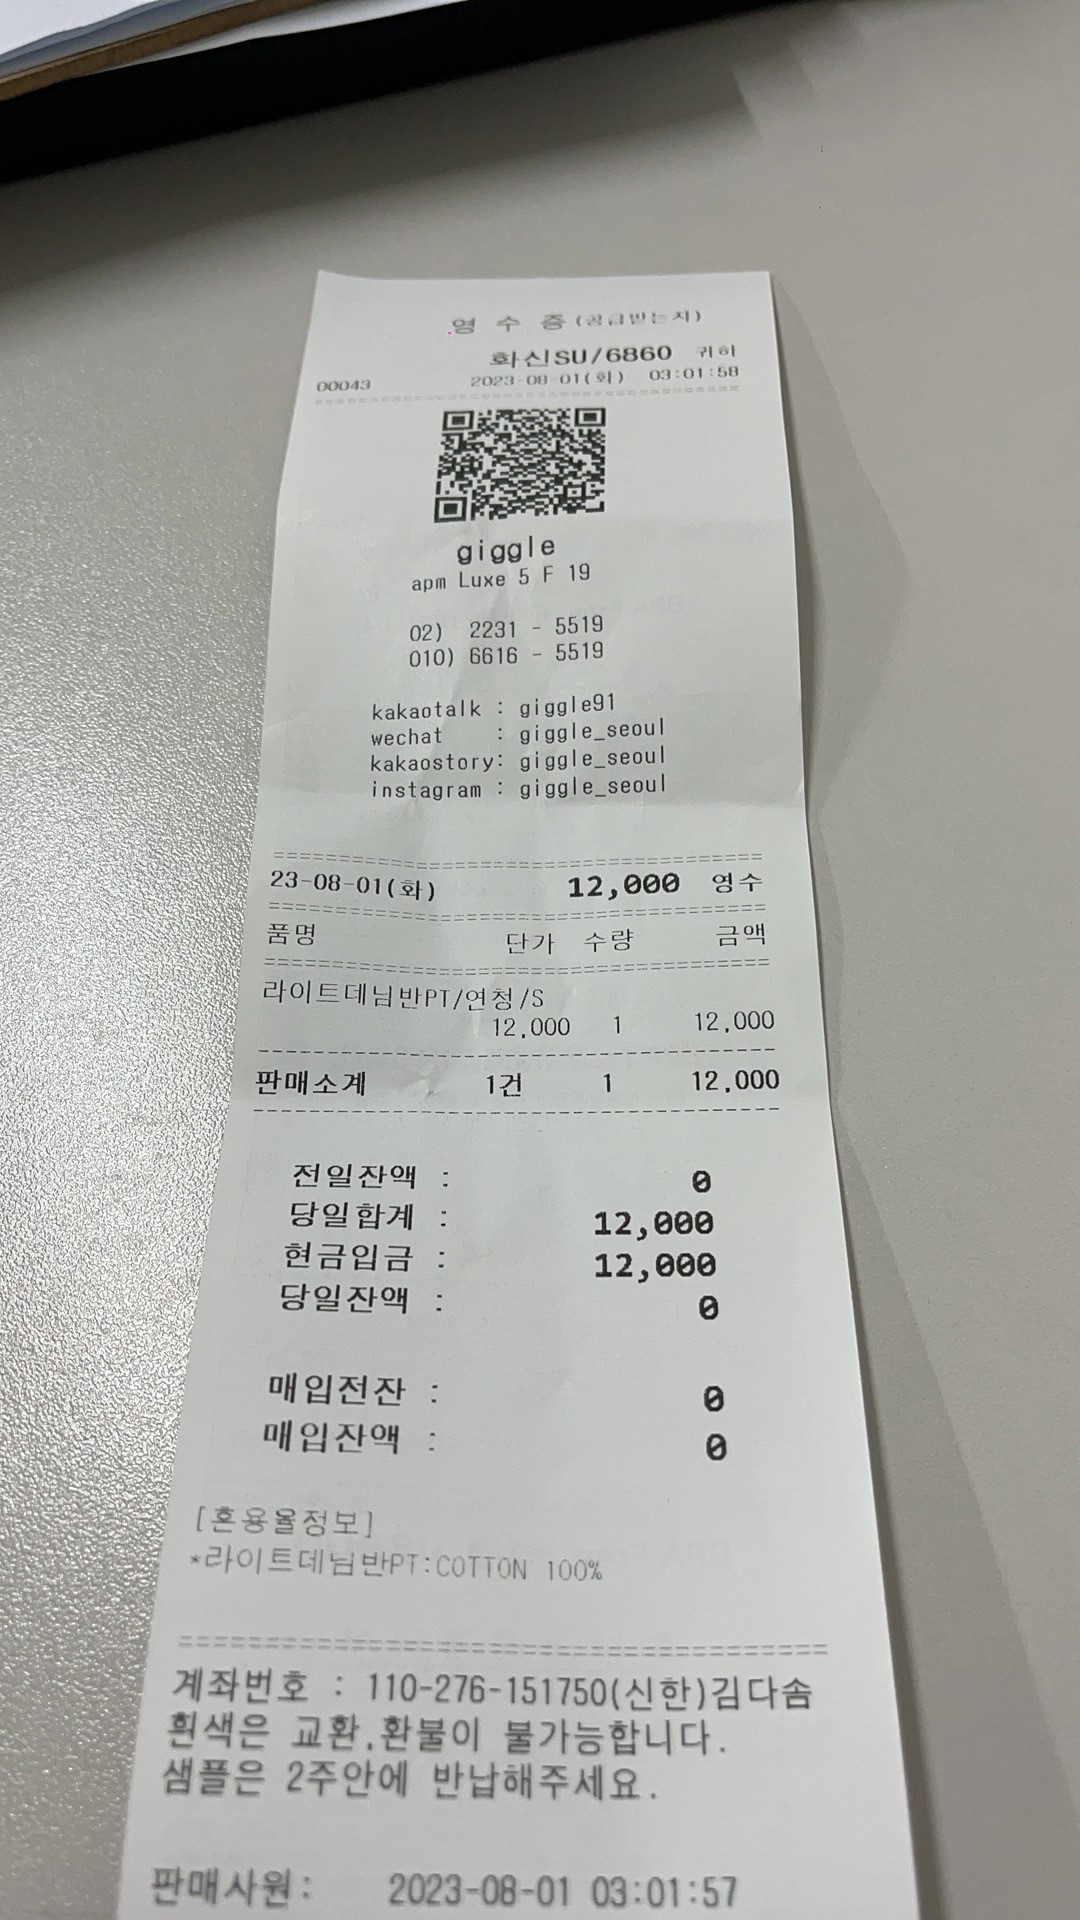 영 수 증(공급받는자)
화신SU/6860 귀하
00043 2023-08-01(화) 03:01:58
giggle
apm Luxe 5 F 19
02) 2231 - 5519
010) 6616 - 5519
kakaotalk : giggle91
wechat : giggle_seoul
kakaostory: giggle_seoul
instagram : giggle_seoul
23-08-01(화) 12,000 영수
품명 단가 수량 금액
라이트데님반PT/연청/S
12,000 1 12,000
판매소계 1건 1 12,000
전일잔액 : 0
당일합계 : 12,000
현금입금 : 12,000
당일잔액 : 0
매입전잔 : 0
매입잔액 : 0
[혼용율정보]
*라이트데님반PT:COTTON 100%
계좌번호 : 110-276-151750(신한)김다솜
흰색은 교환,환불이 불가능합니다.
샘플은 2주안에 반납해주세요.
판매사원: 2023-08-01 03:01:57